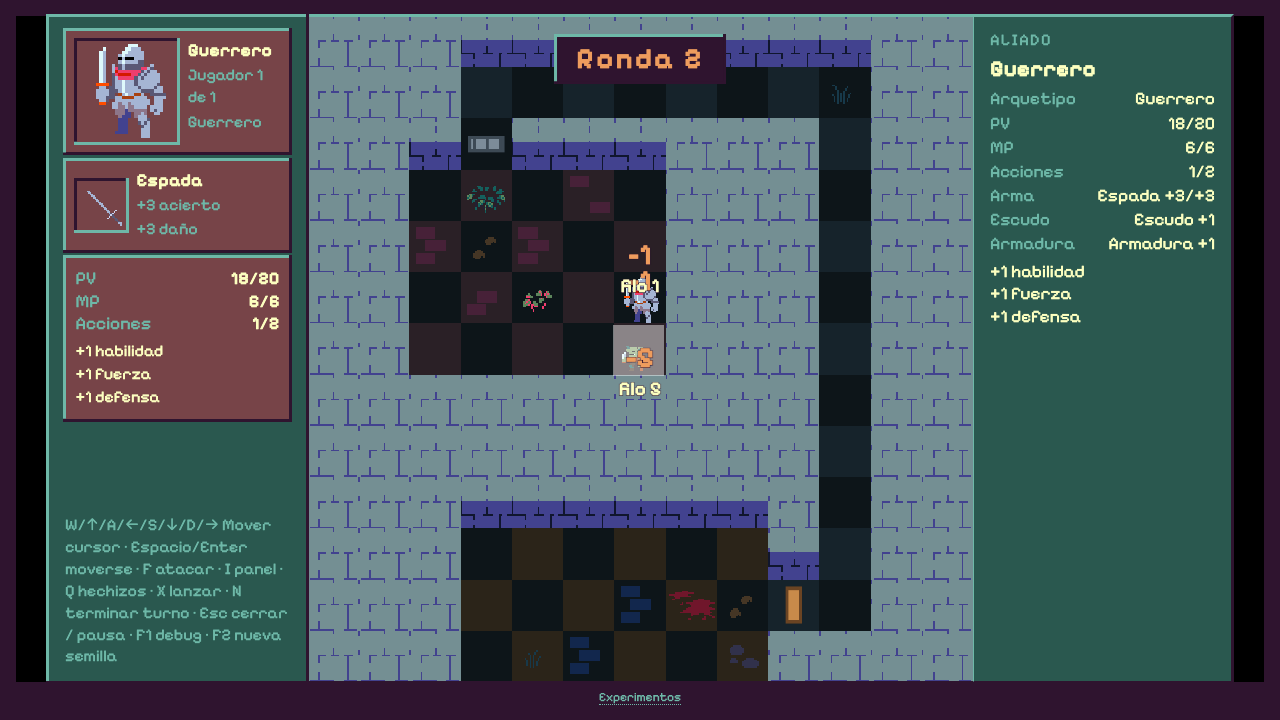 Guerrero
Jugador 1
de 1
Guerrero
Espada
+3 acierto
+3 daño
PV 18/20
MP 6/6
Acciones 1/2
+1 habilidad
+1 fuerza
+1 defensa
W/↑/A/←/S/↓/D/→ Mover
cursor · Espacio/Enter
moverse · F atacar · I panel ·
Q hechizos · X lanzar · N
terminar turno · Esc cerrar
/ pausa · F1 debug · F2 nueva
semilla
Ronda 2
-1
Alo 1
-5
Alo 5
ALIADO
Guerrero
Arquetipo Guerrero
PV 18/20
MP 6/6
Acciones 1/2
Arma Espada +3/+3
Escudo Escudo +1
Armadura Armadura +1
+1 habilidad
+1 fuerza
+1 defensa
Experimentos